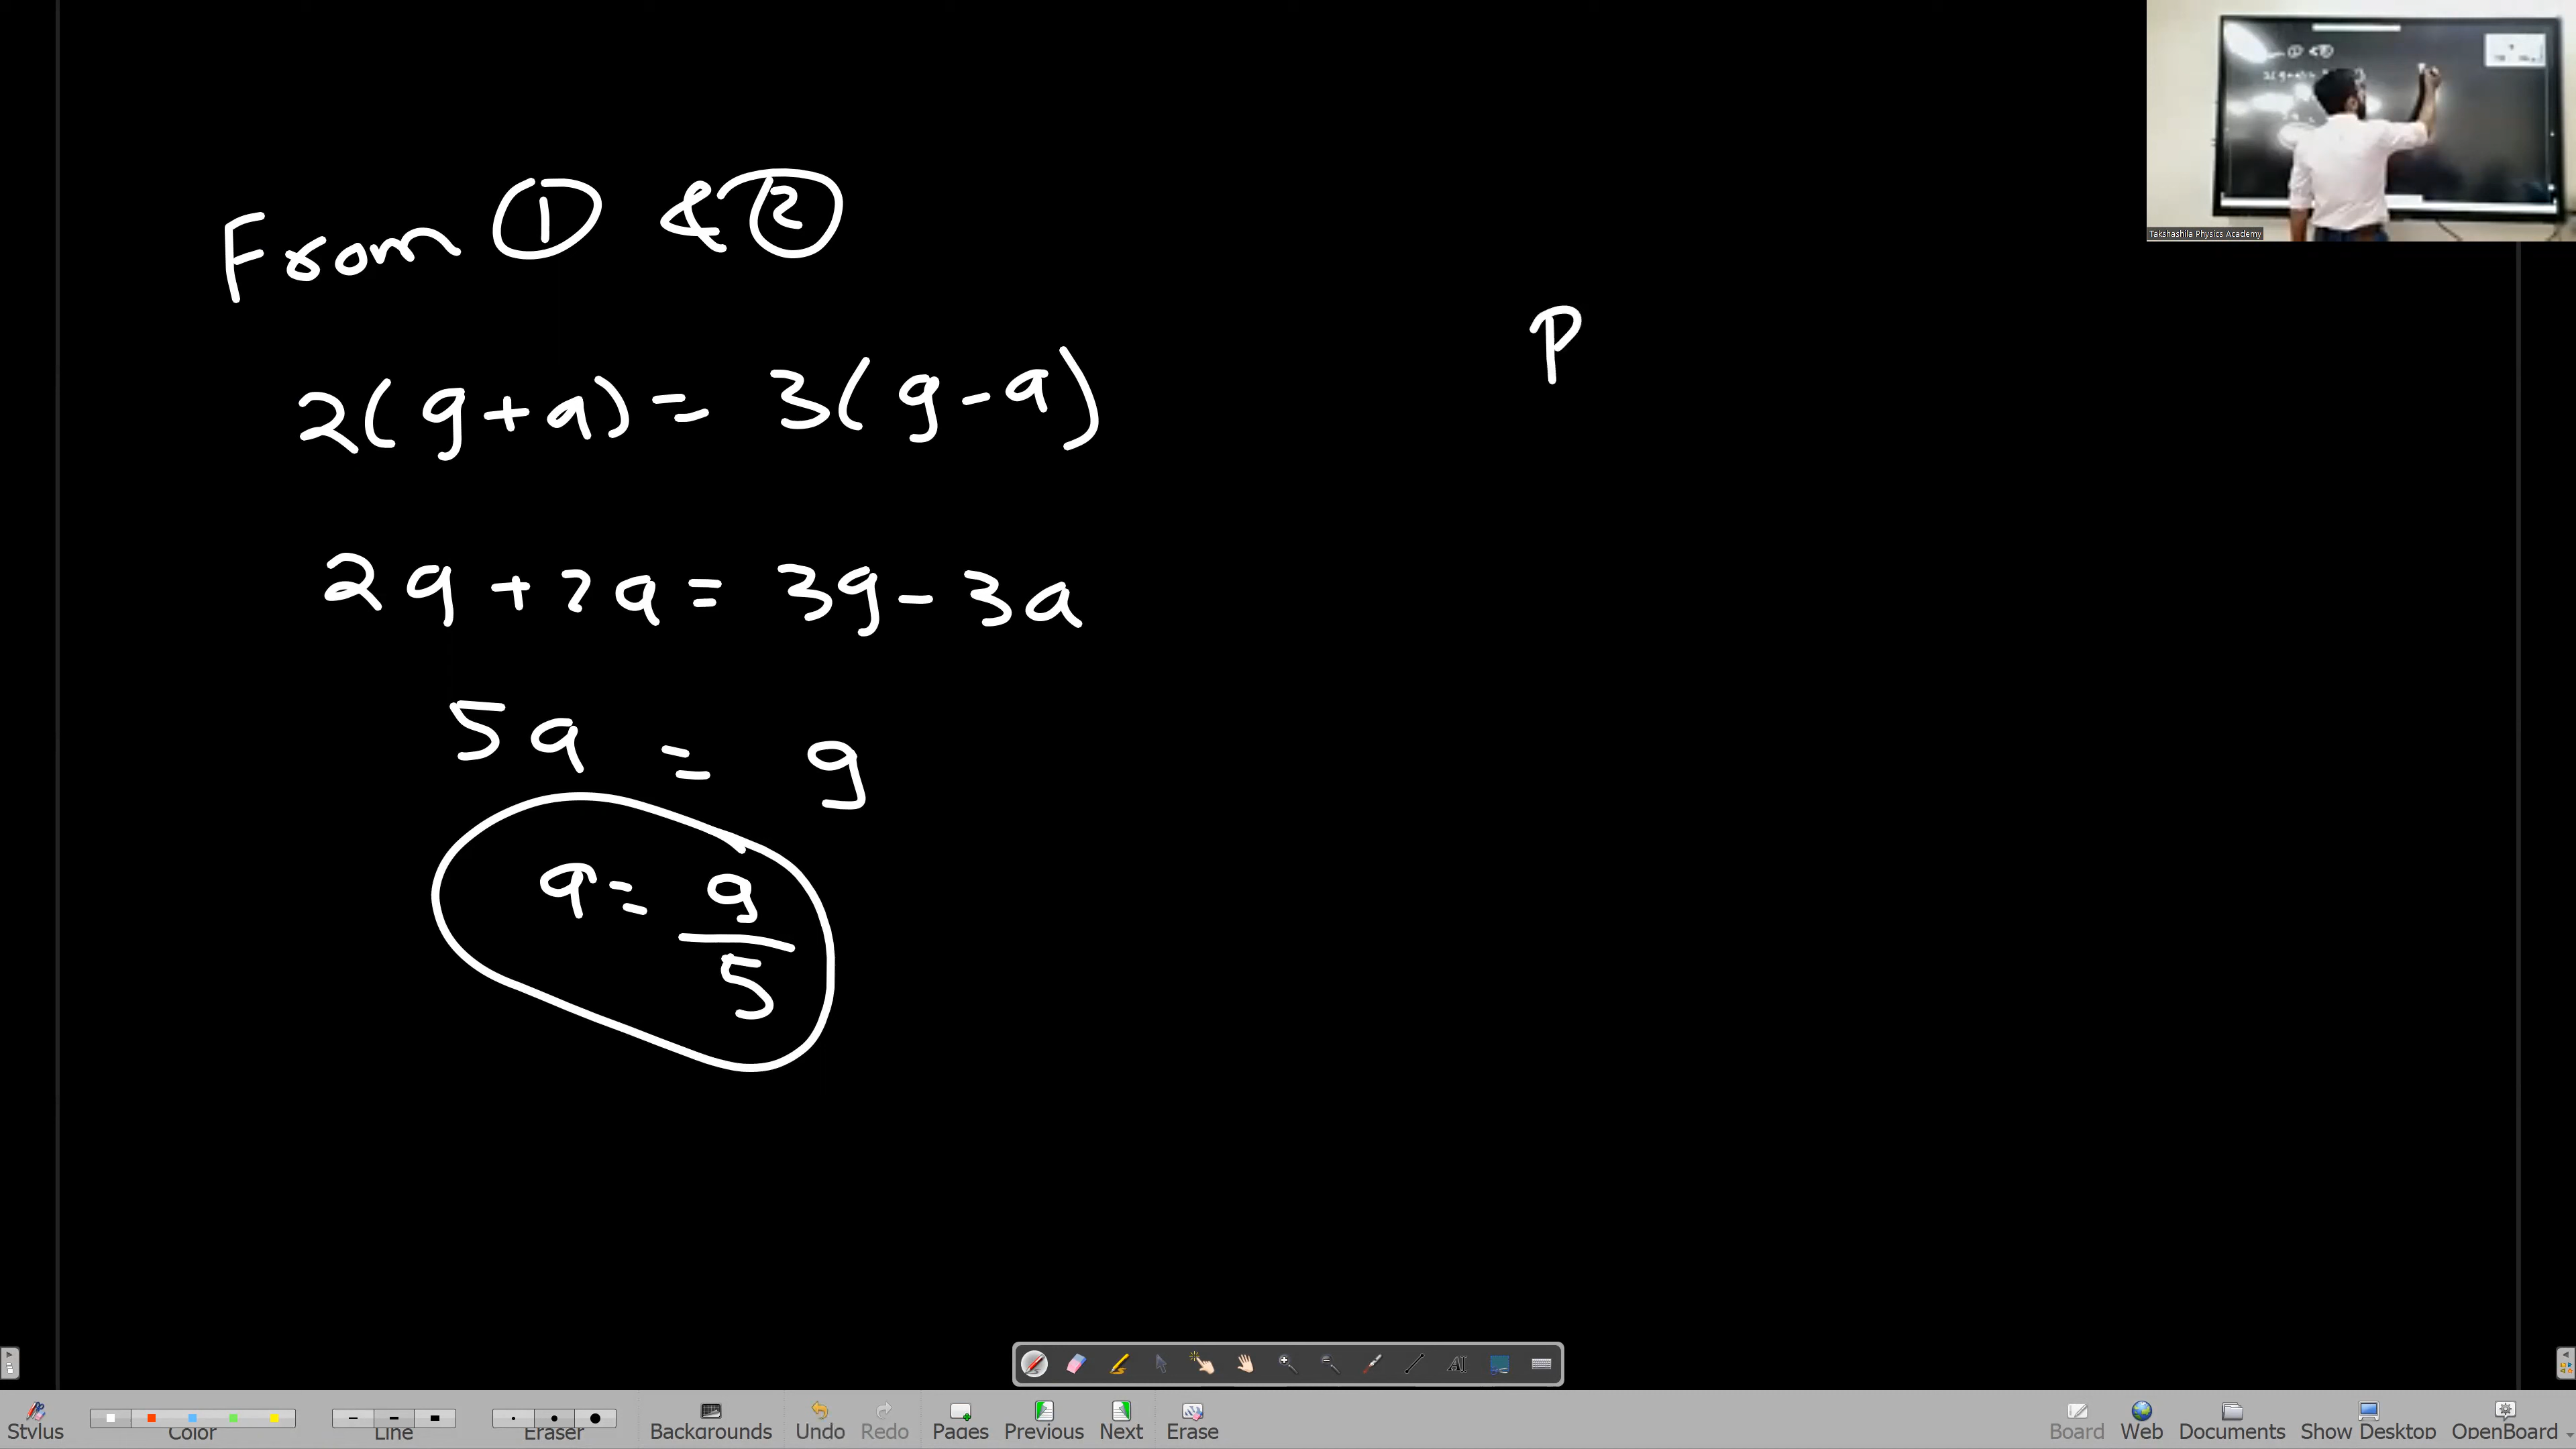 From ① & ②
2(g+a) = 3(g-a)
2g + 2a = 3g - 3a
5a = g
a = g/5
P
Takshashila Physics Academy
Stylus
Color
Line
Eraser
Backgrounds
Undo
Redo
Pages
Previous
Next
Erase
Board
Web
Documents
Show Desktop
OpenBoard